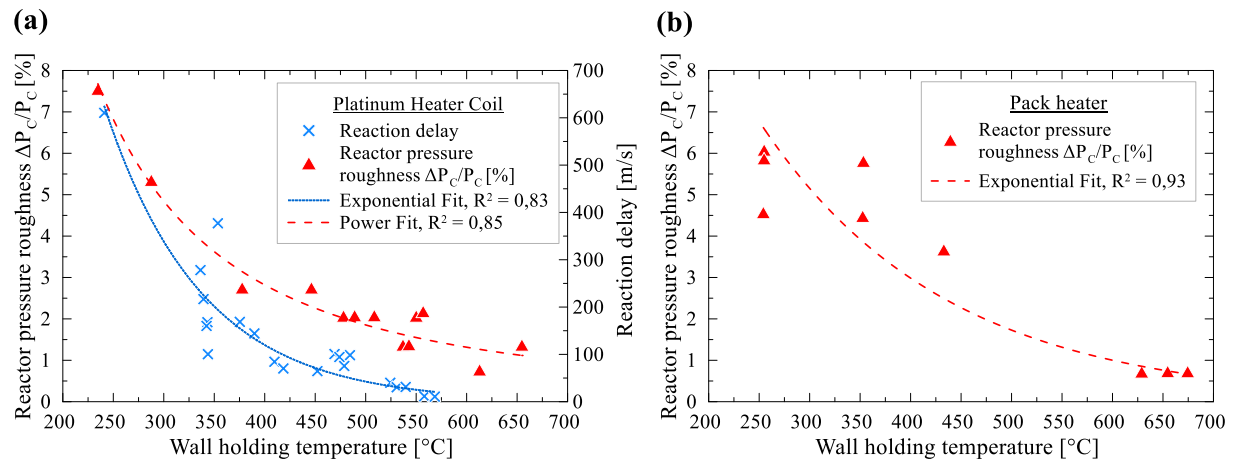 (a)
Reactor pressure roughness ΔP_C/P_C [%]
8
7
6
5
4
3
2
1
0
200 250 300 350 400 450 500 550 600 650 700
Wall holding temperature [°C]
700
600
500
400
300
200
100
0
Reaction delay [m/s]
Platinum Heater Coil
Reaction delay
Reactor pressure
roughness ΔP_C/P_C [%]
Exponential Fit, R² = 0,83
Power Fit, R² = 0,85
(b)
Reactor pressure roughness ΔP_C/P_C [%]
8
7
6
5
4
3
2
1
0
200 250 300 350 400 450 500 550 600 650 700
Wall holding temperature [°C]
Pack heater
Reactor pressure
roughness ΔP_C/P_C [%]
Exponential Fit, R² = 0,93